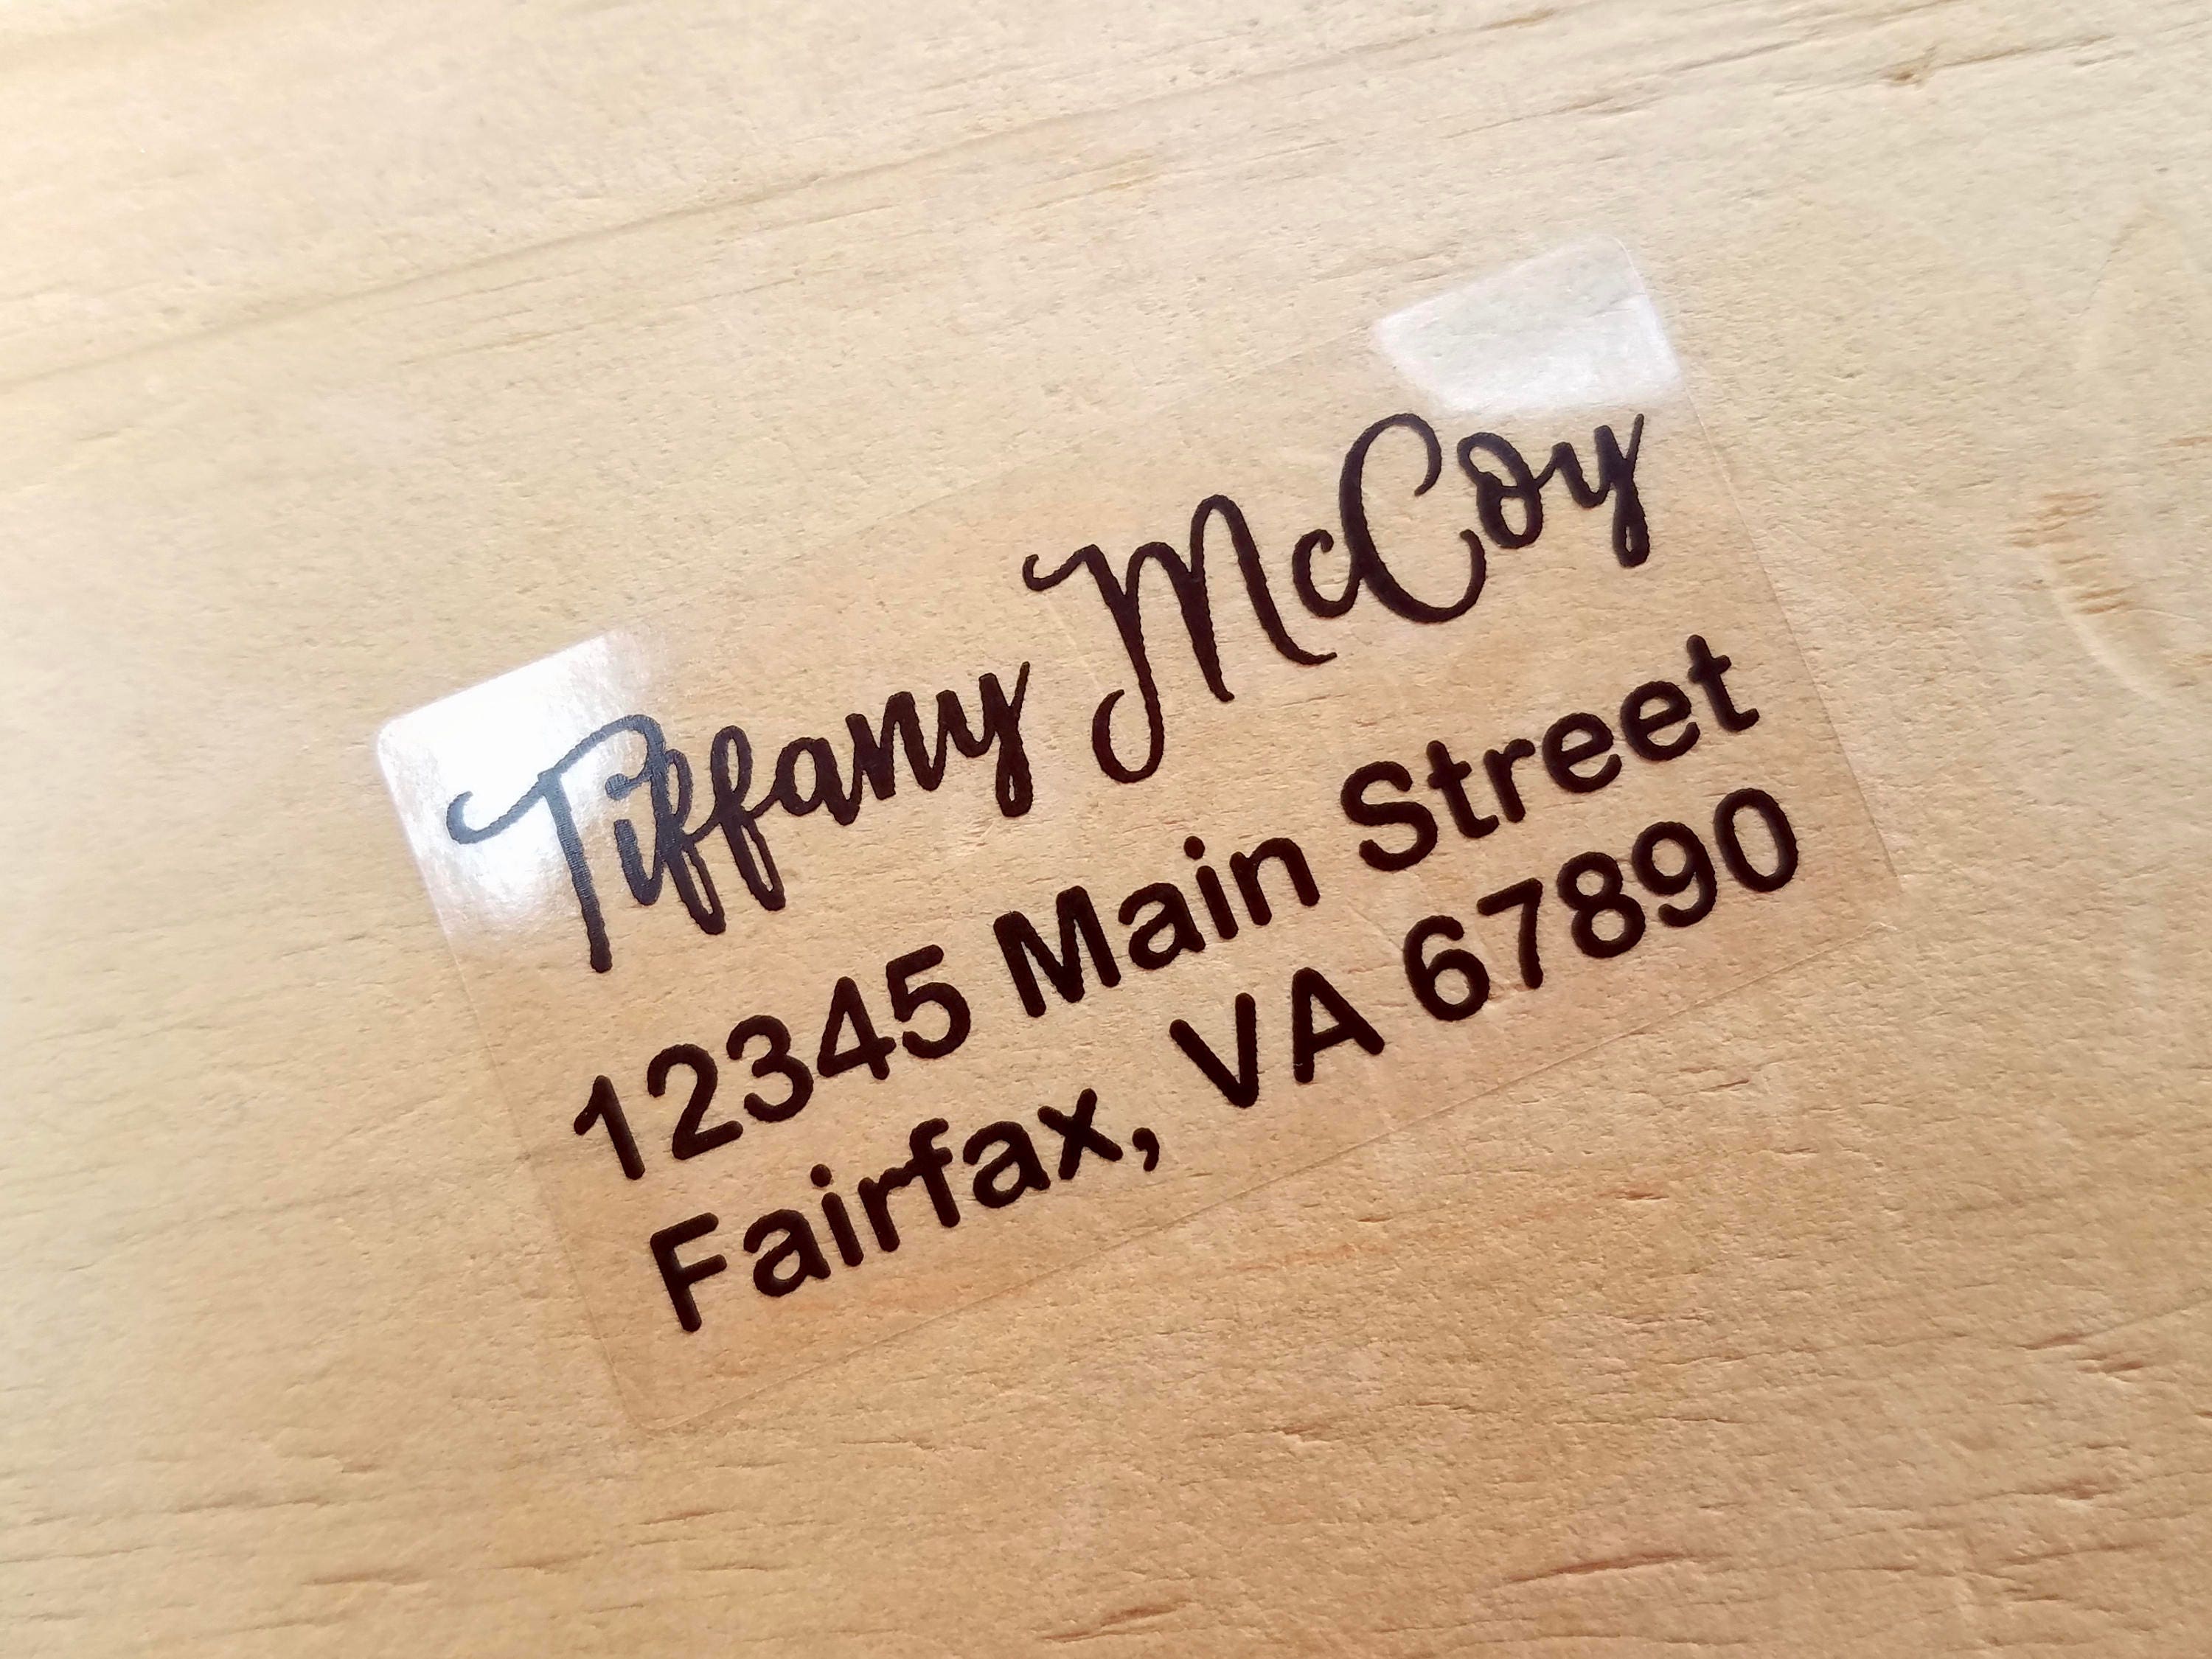 Tiffany McCoy
12345 Main Street
Fairfax, VA 67890